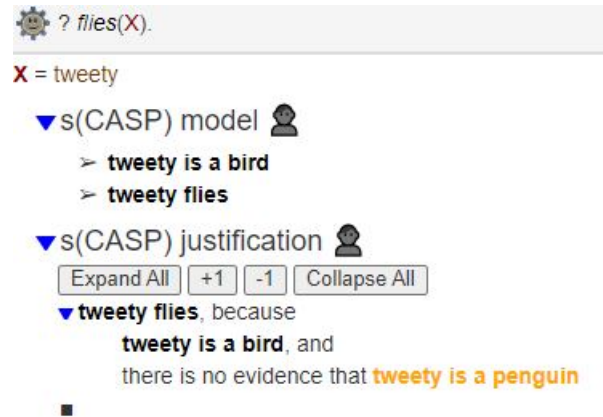 ? flies(X).
X = tweety
s(CASP) model
➢ tweety is a bird
➢ tweety flies
s(CASP) justification
Expand All +1 -1 Collapse All
tweety flies, because
tweety is a bird, and
there is no evidence that tweety is a penguin